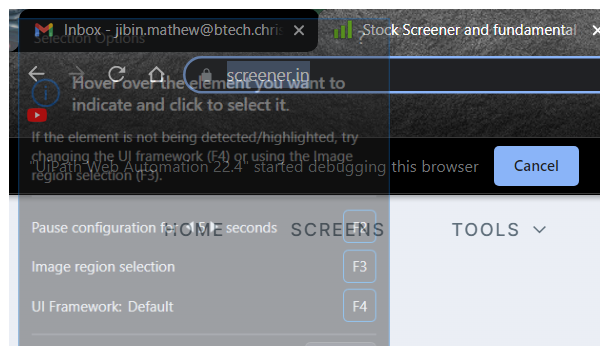 Inbox - jibin.mathew@btech.chris
Stock Screener and fundamental
Selection Options
screener.in
Hover over the element you want to
indicate and click to select it.
If the element is not being detected/highlighted, try
changing the UI framework (F4) or using the Image
region selection (F3).
"UiPath Web Automation 22.4" started debugging this browser
Cancel
Pause configuration for seconds
F2
HOME
SCREENS
TOOLS
Image region selection
F3
UI Framework: Default
F4